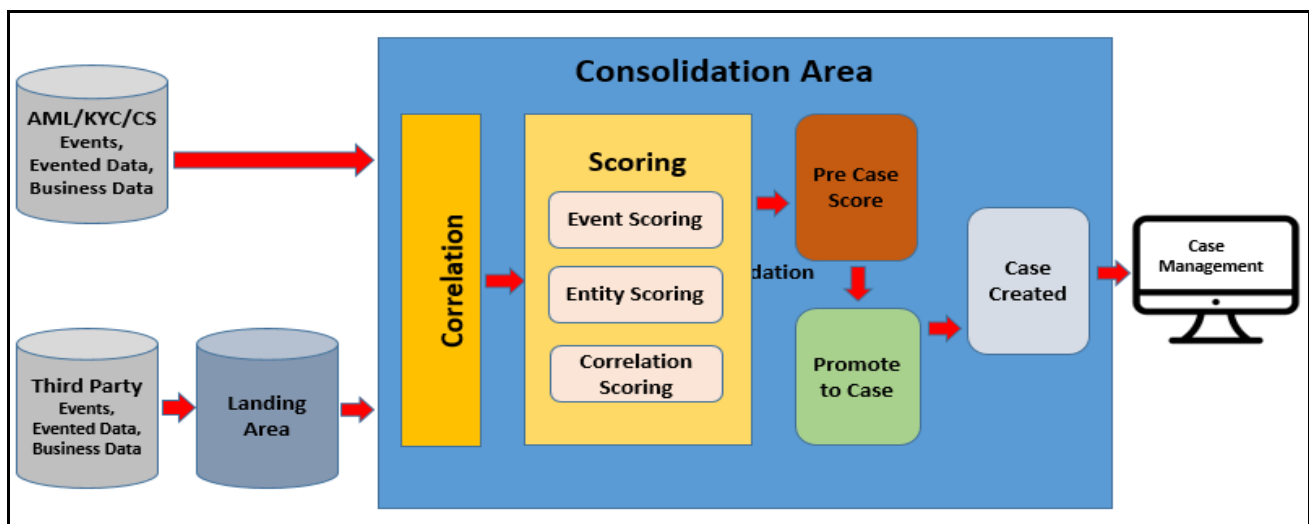 Consolidation Area
AML/KYC/CS
Events,
Evented Data,
Business Data
Correlation
Scoring
Event Scoring
Entity Scoring
Correlation
Scoring
Pre Case
Score
dation
Promote
to Case
Case
Created
Case
Management
Third Party
Events,
Evented Data,
Business Data
Landing
Area